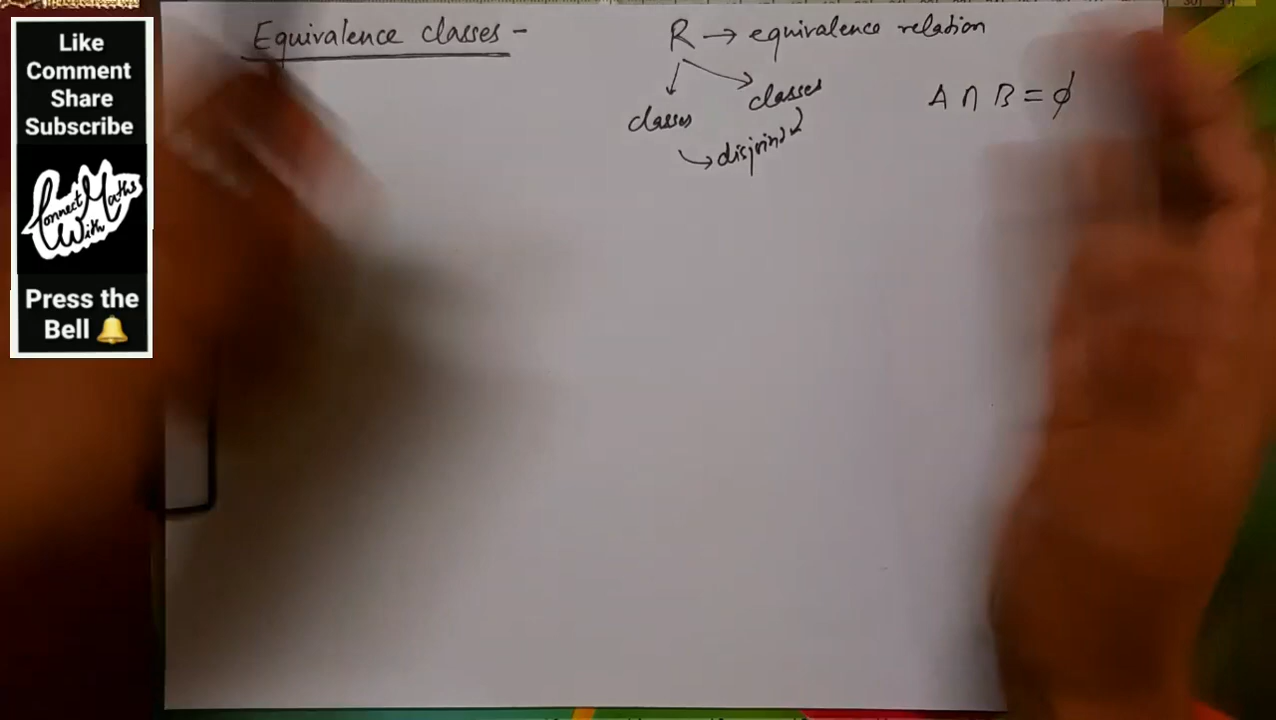 Like
Comment
Share
Subscribe
Connect
With
Maths
Press the
Bell 🔔
Equivalence classes -
R → equivalence relation
classes
classes
disjoint
A ∩ B = ϕ